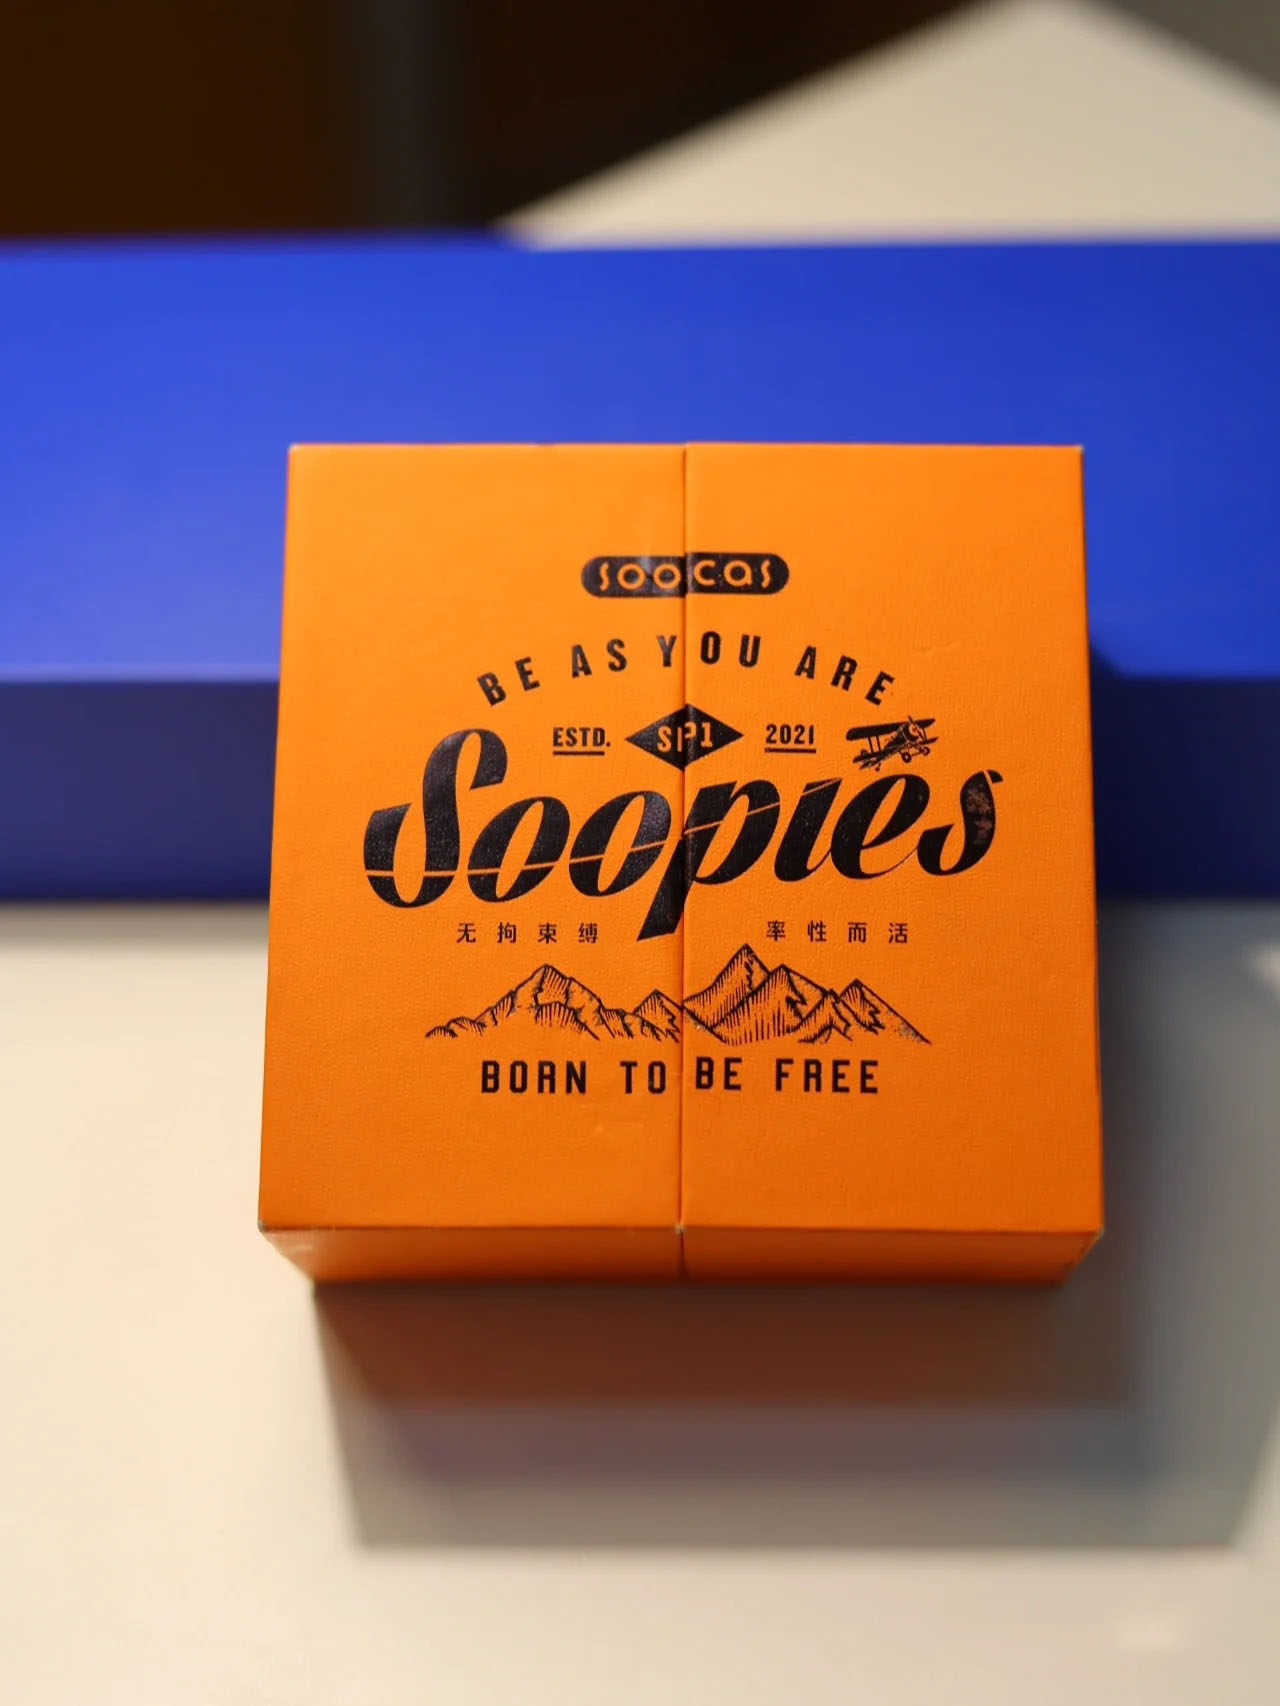 soocas
BE AS YOU ARE
ESTD. SP1 2021
Soopies
无拘束缚 率性而活
BORN TO BE FREE